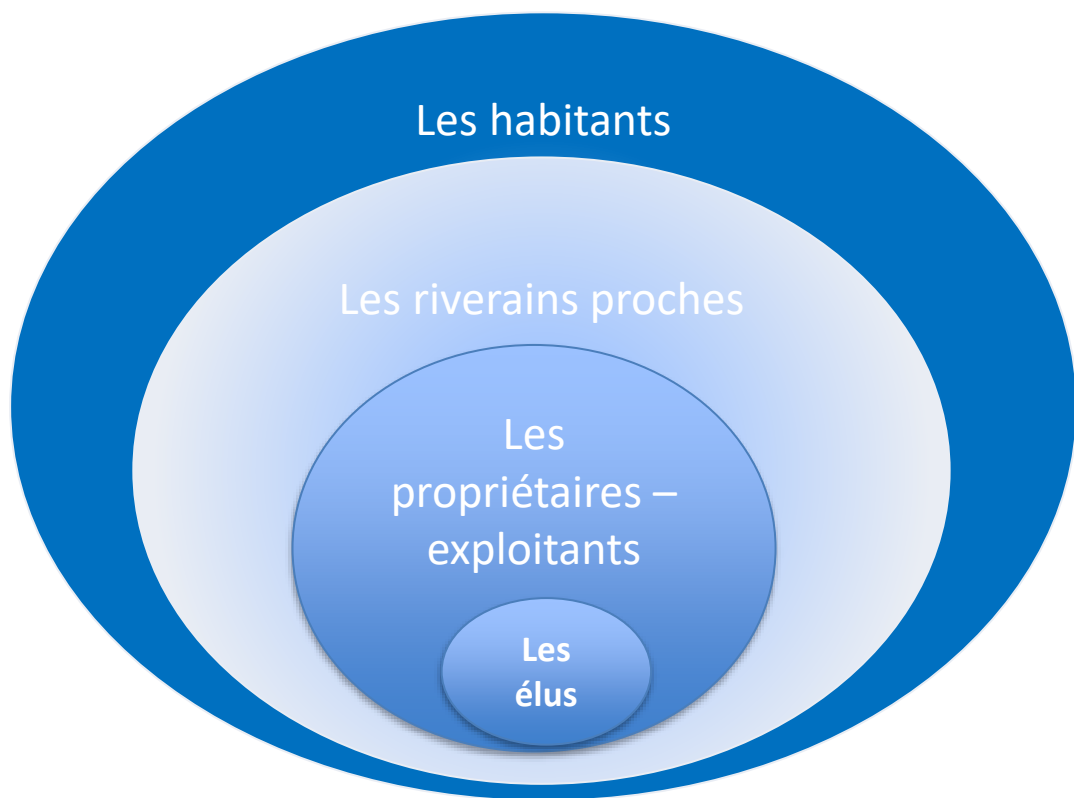 Les habitants
Les riverains proches
Les
propriétaires –
exploitants
Les
élus